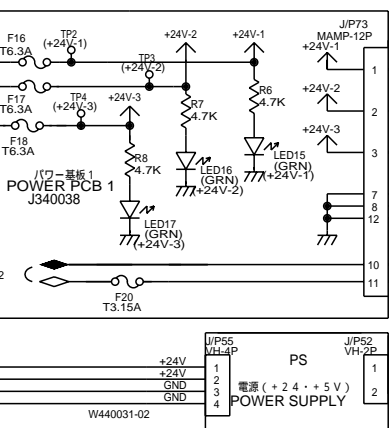 F16
T6.3A
TP2
(+24V-1)
TP3
(+24V-2)
+24V-2
+24V-1
J/P73
MAMP-12P
+24V-1
1
F17
T6.3A
TP4
(+24V-3)
+24V-3
R7
4.7K
R6
4.7K
+24V-2
2
F18
T6.3A
+24V-3
3
パワー基板1
POWER PCB 1
J340038
R8
4.7K
LED16
(GRN)
(+24V-2)
LED15
(GRN)
(+24V-1)
LED17
(GRN)
(+24V-3)
7
8
12
2
10
11
F20
T3.15A
J/P55
VH-4P
PS
J/P52
VH-2P
+24V
1
+24V
2
GND
3
GND
4
電源(+24・+5V)
POWER SUPPLY
1
2
W440031-02